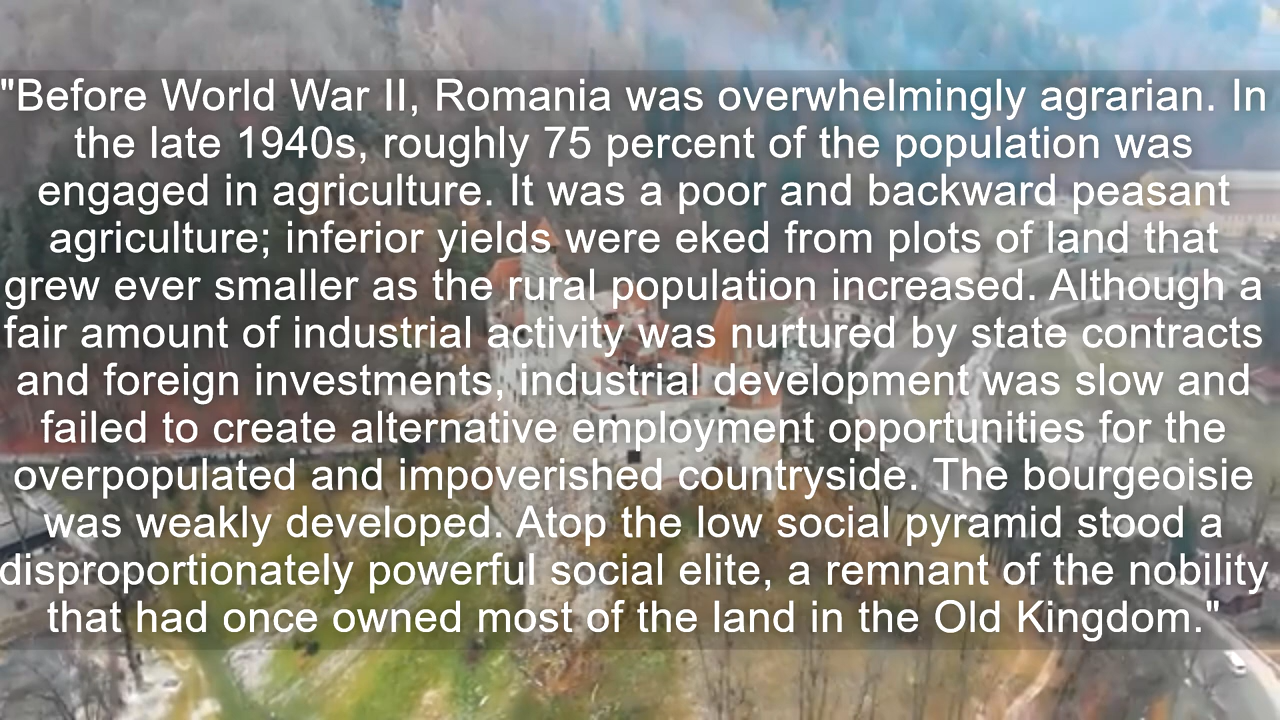 "Before World War II, Romania was overwhelmingly agrarian. In
the late 1940s, roughly 75 percent of the population was
engaged in agriculture. It was a poor and backward peasant
agriculture; inferior yields were eked from plots of land that
grew ever smaller as the rural population increased. Although a
fair amount of industrial activity was nurtured by state contracts
and foreign investments, industrial development was slow and
failed to create alternative employment opportunities for the
overpopulated and impoverished countryside. The bourgeoisie
was weakly developed. Atop the low social pyramid stood a
disproportionately powerful social elite, a remnant of the nobility
that had once owned most of the land in the Old Kingdom."